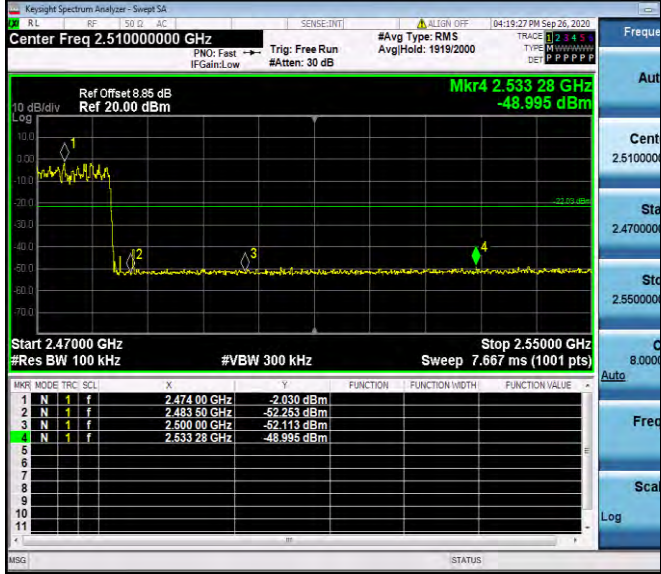 Keysight Spectrum Analyzer - Swept SA
RL RF 50 Ω AC SENSE:INT ALIGN OFF 04:19:27 PM Sep 26, 2020
Center Freq 2.510000000 GHz
PNO: Fast
IFGain:Low
Trig: Free Run
#Atten: 30 dB
#Avg Type: RMS
Avg|Hold: 1919/2000
TRACE 1 2 3 4 5 6
TYPE M WWWWW
DET P P P P P P
Ref Offset 8.85 dB
Ref 20.00 dBm
10 dB/div
Log
Mkr4 2.533 28 GHz
-48.995 dBm
10.0
0.00
-10.0
-20.0
-30.0
-40.0
-50.0
-60.0
-70.0
1
2
3
4
-22.03 dBm
Start 2.47000 GHz Stop 2.55000 GHz
#Res BW 100 kHz #VBW 300 kHz Sweep 7.667 ms (1001 pts)
MKR MODE TRC SCL X Y FUNCTION FUNCTION WIDTH FUNCTION VALUE
1 N 1 f 2.474 00 GHz -2.030 dBm
2 N 1 f 2.483 50 GHz -52.253 dBm
3 N 1 f 2.500 00 GHz -52.113 dBm
4 N 1 f 2.533 28 GHz -48.995 dBm
5
6
7
8
9
10
11
MSG STATUS
Freque
Aut
Cent
2.5100000
Sta
2.4700000
Sto
2.5500000
C
8.0000
Auto
Freq
Scal
Log